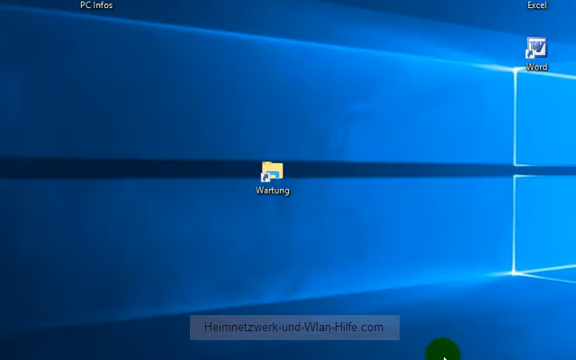 PC Infos
Excel
Word
Wartung
Heimnetzwerk-und-Wlan-Hilfe.com